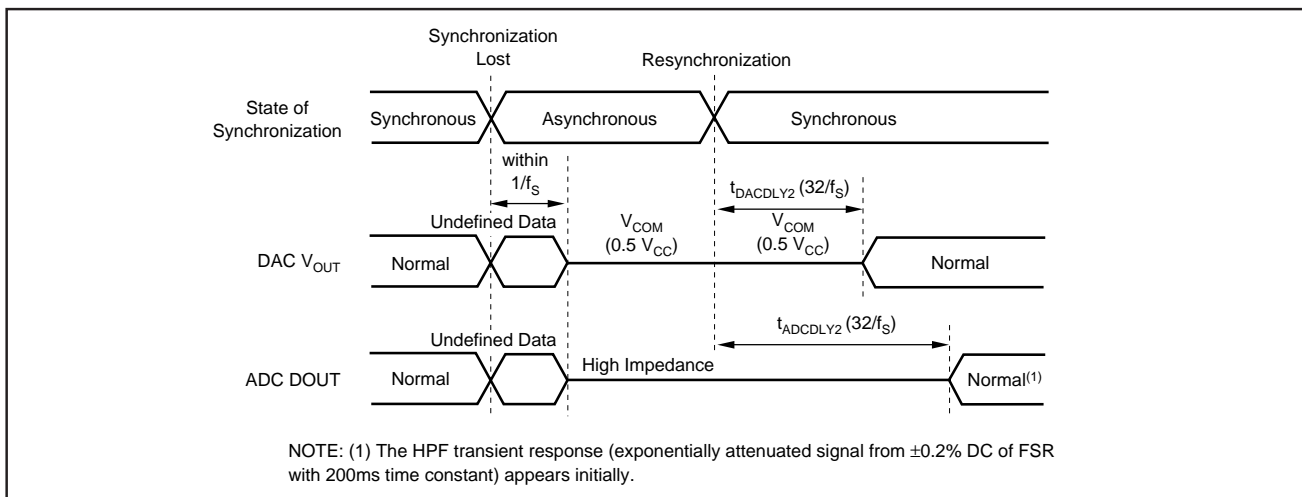 Synchronization
Lost
Resynchronization
State of
Synchronization
Synchronous
Asynchronous
Synchronous
within
1/fS
tDACDLY2 (32/fS)
Undefined Data
VCOM
(0.5 VCC)
VCOM
(0.5 VCC)
DAC VOUT
Normal
Normal
tADCDLY2 (32/fS)
Undefined Data
High Impedance
ADC DOUT
Normal
Normal(1)
NOTE: (1) The HPF transient response (exponentially attenuated signal from ±0.2% DC of FSR
with 200ms time constant) appears initially.